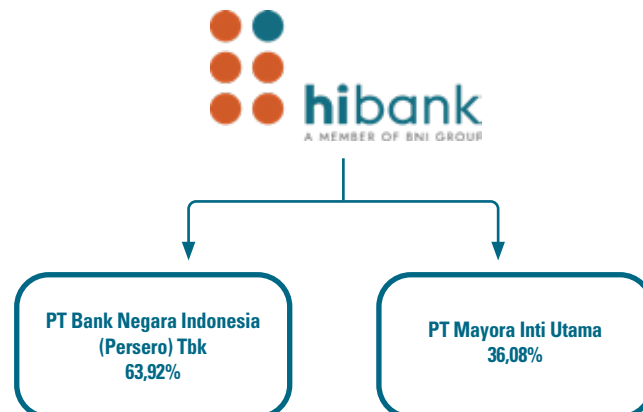 hibank
A MEMBER OF BNI GROUP
PT Bank Negara Indonesia
(Persero) Tbk
63,92%
PT Mayora Inti Utama
36,08%